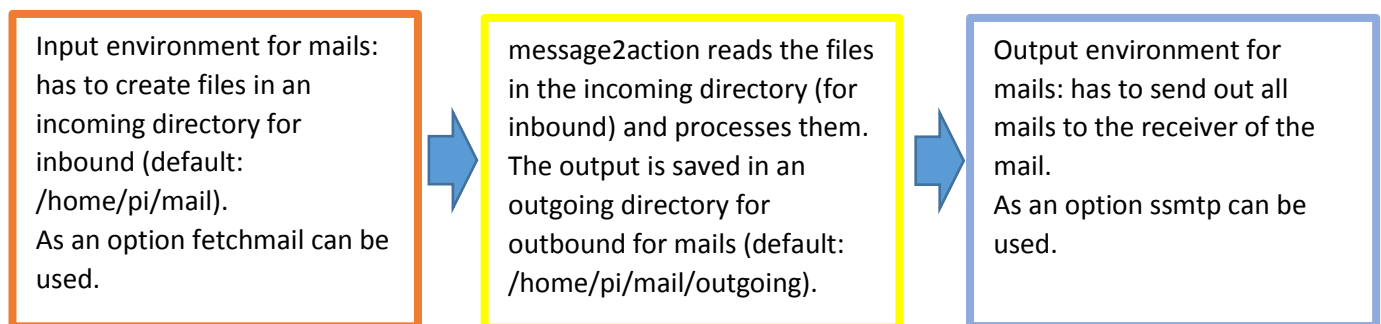 Input environment for mails:
has to create files in an
incoming directory for
inbound (default:
/home/pi/mail).
As an option fetchmail can be
used.
message2action reads the files
in the incoming directory (for
inbound) and processes them.
The output is saved in an
outgoing directory for
outbound for mails (default:
/home/pi/mail/outgoing).
Output environment for
mails: has to send out all
mails to the receiver of the
mail.
As an option ssmtp can be
used.